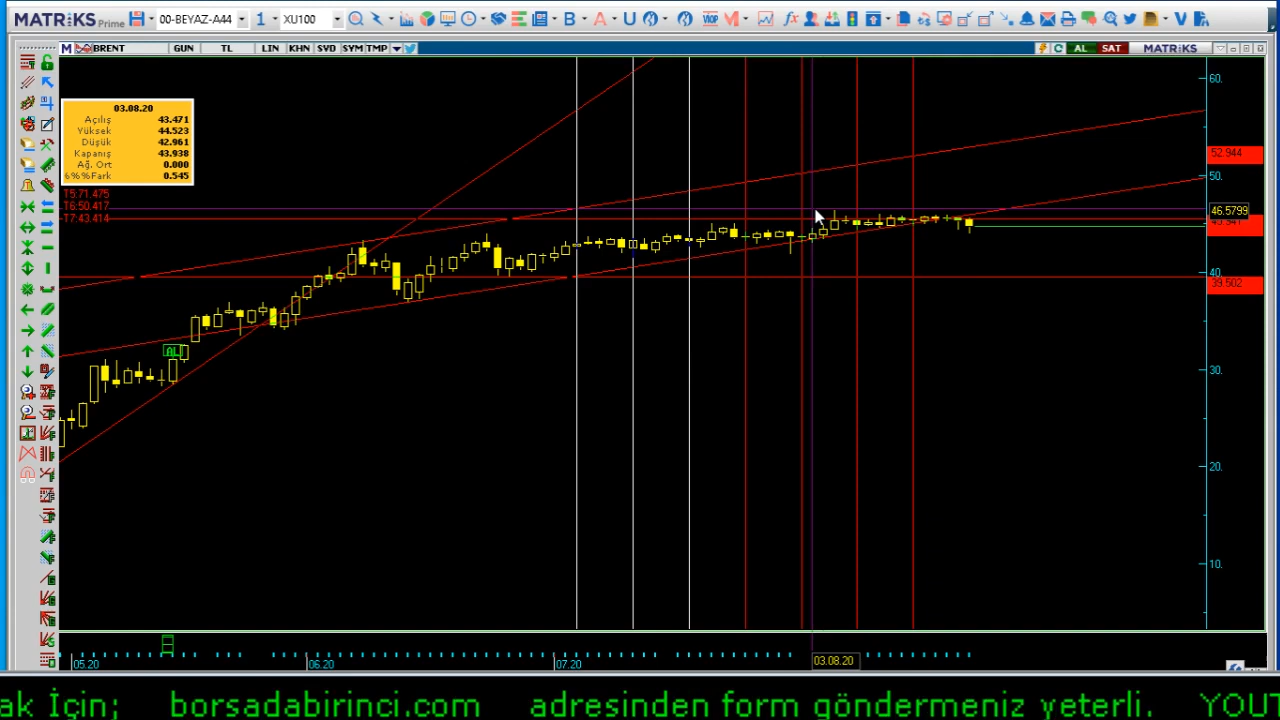 MATRiKS Prime 00-BEYAZ-A44 1 XU100 B A U VIOP M fx V
M BRENT GUN TL LIN KHN SVD SYM TMP C AL SAT MATRiKS
03.08.20
Açılış 43.471
Yüksek 44.523
Düşük 42.961
Kapanış 43.938
Ağ. Ort 0.000
6%%Fark 0.545
T5:71.475
T6:50.417
T7:43.414
AL
60.
52.944
50.
46.5799
40.
39.502
30.
20.
10.
05.20 06.20 07.20 03.08.20
ak İçin; borsadabirinci.com adresinden form göndermeniz yeterli. YOUT